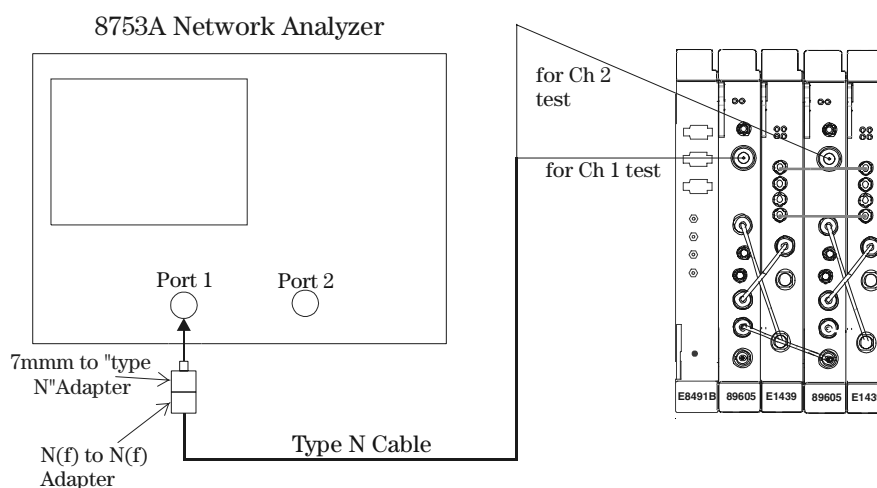 8753A Network Analyzer
for Ch 2
test
for Ch 1 test
Port 1
Port 2
7mmm to "type
N"Adapter
Type N Cable
N(f) to N(f)
Adapter
E8491B
89605
E1439
89605
E143